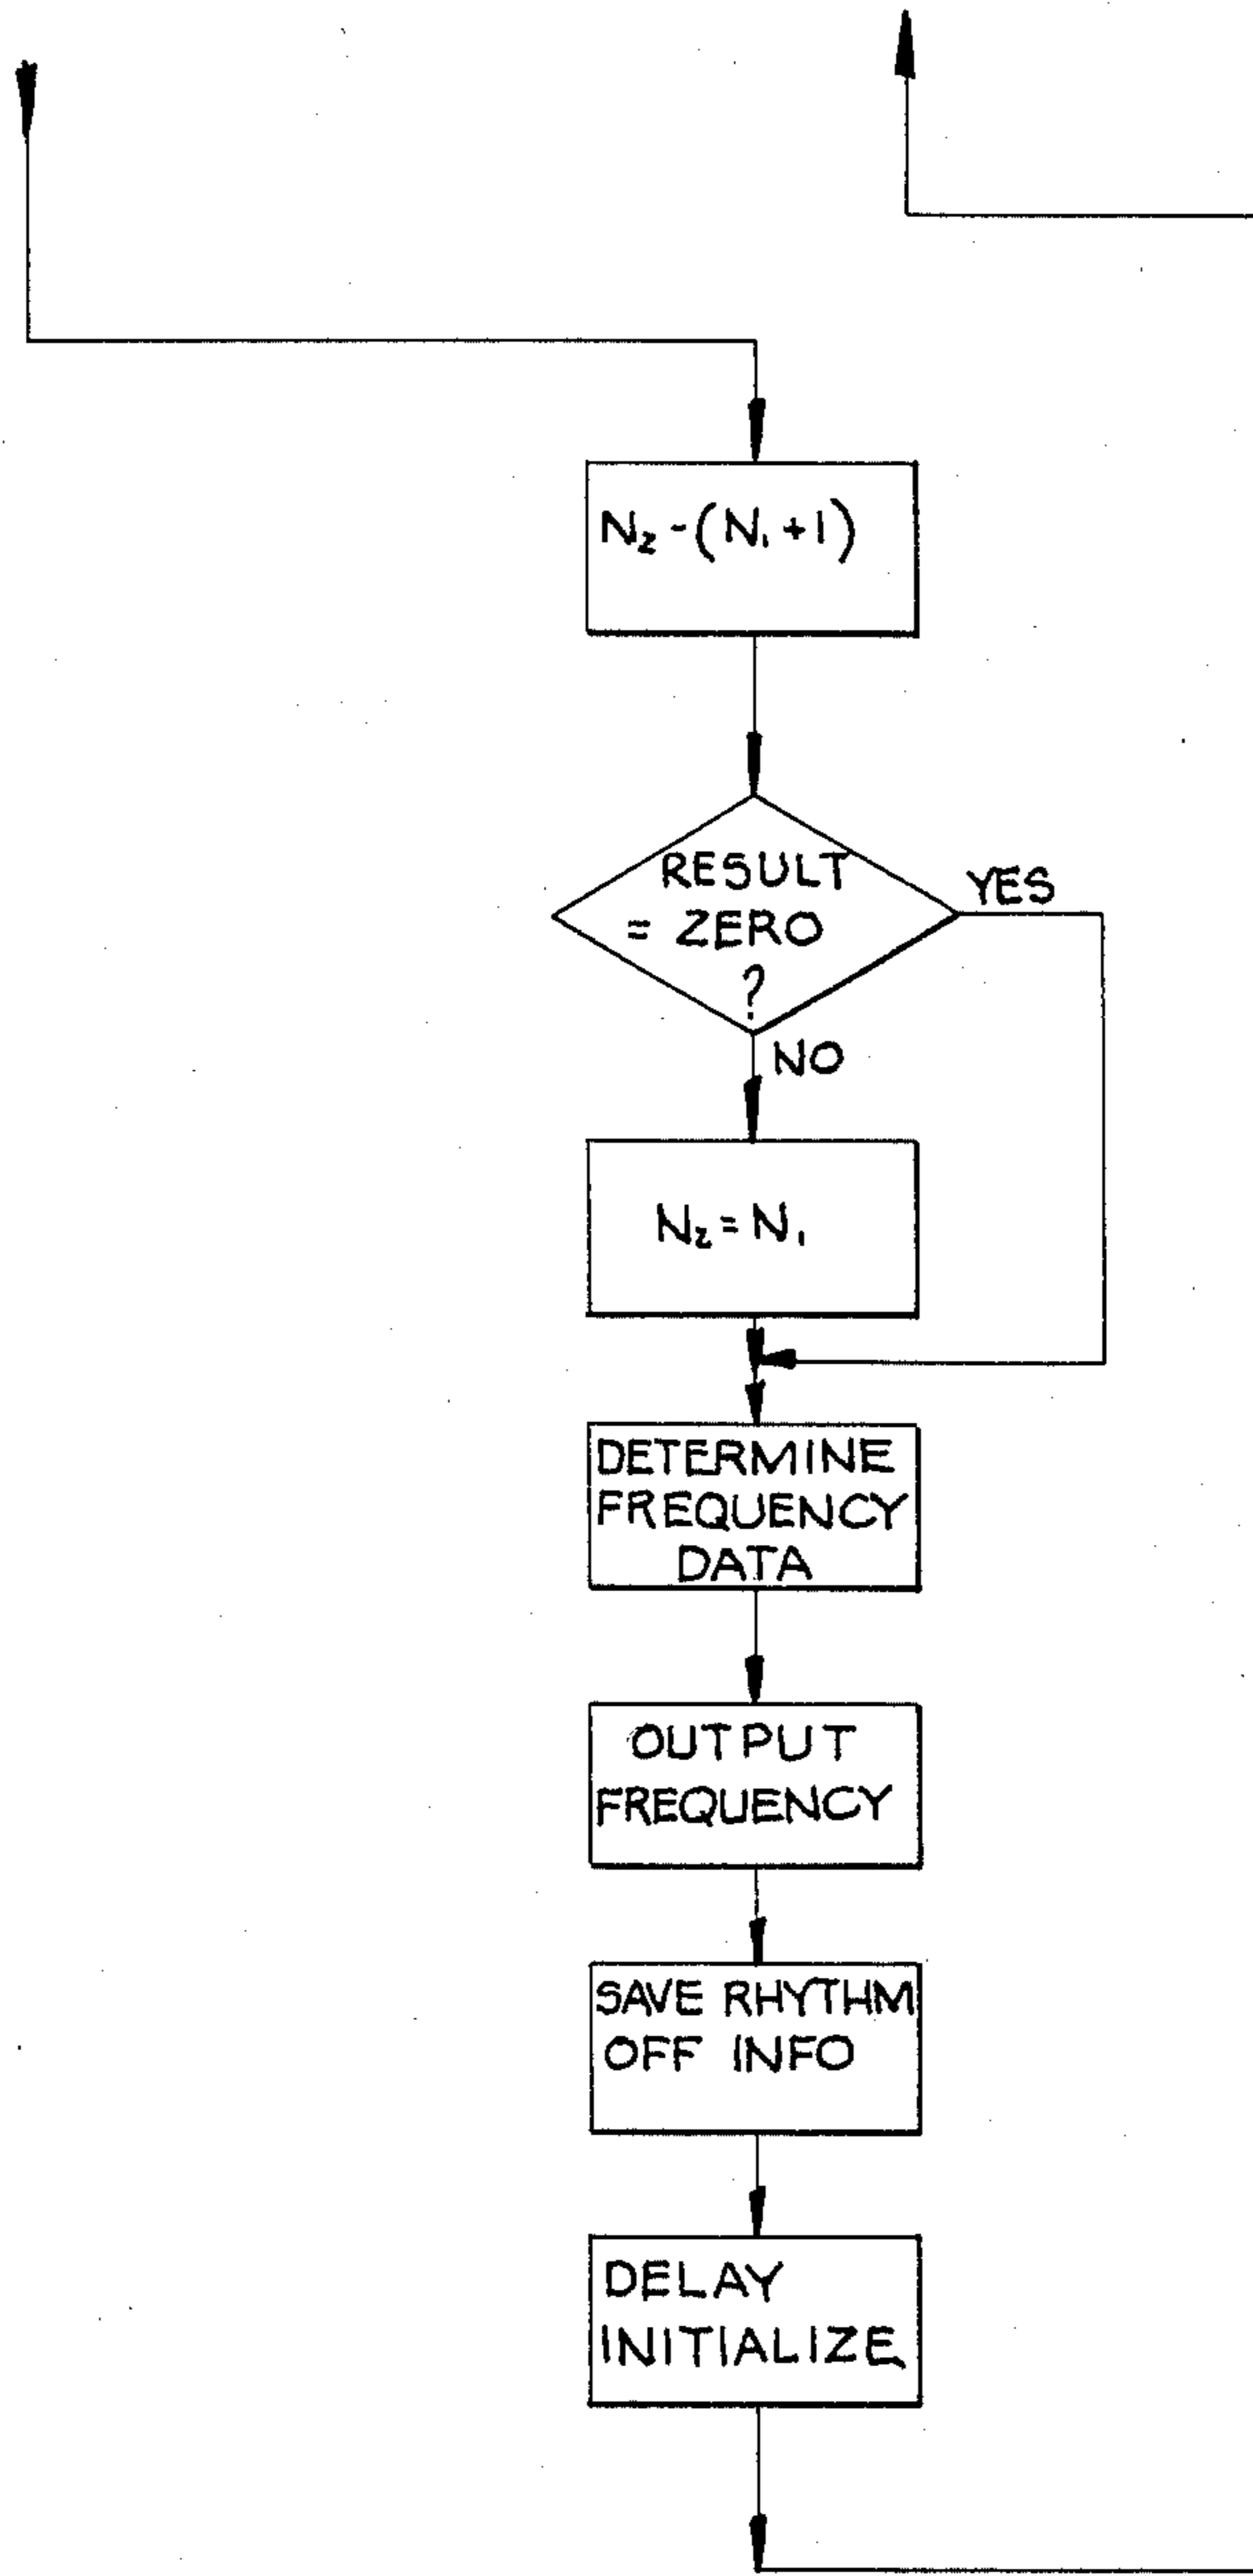 N₂ - (N₁ + 1)
RESULT
= ZERO
?
YES
NO
N₂ = N₁
DETERMINE
FREQUENCY
DATA
OUTPUT
FREQUENCY
SAVE RHYTHM
OFF INFO
DELAY
INITIALIZE